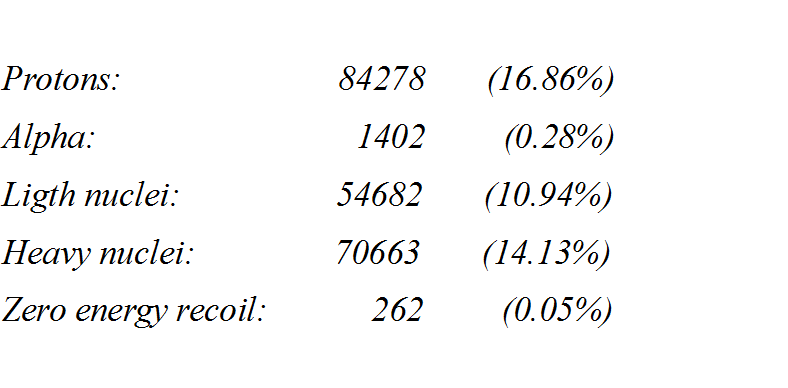 Protons: 84278 (16.86%)
Alpha: 1402 (0.28%)
Ligth nuclei: 54682 (10.94%)
Heavy nuclei: 70663 (14.13%)
Zero energy recoil: 262 (0.05%)